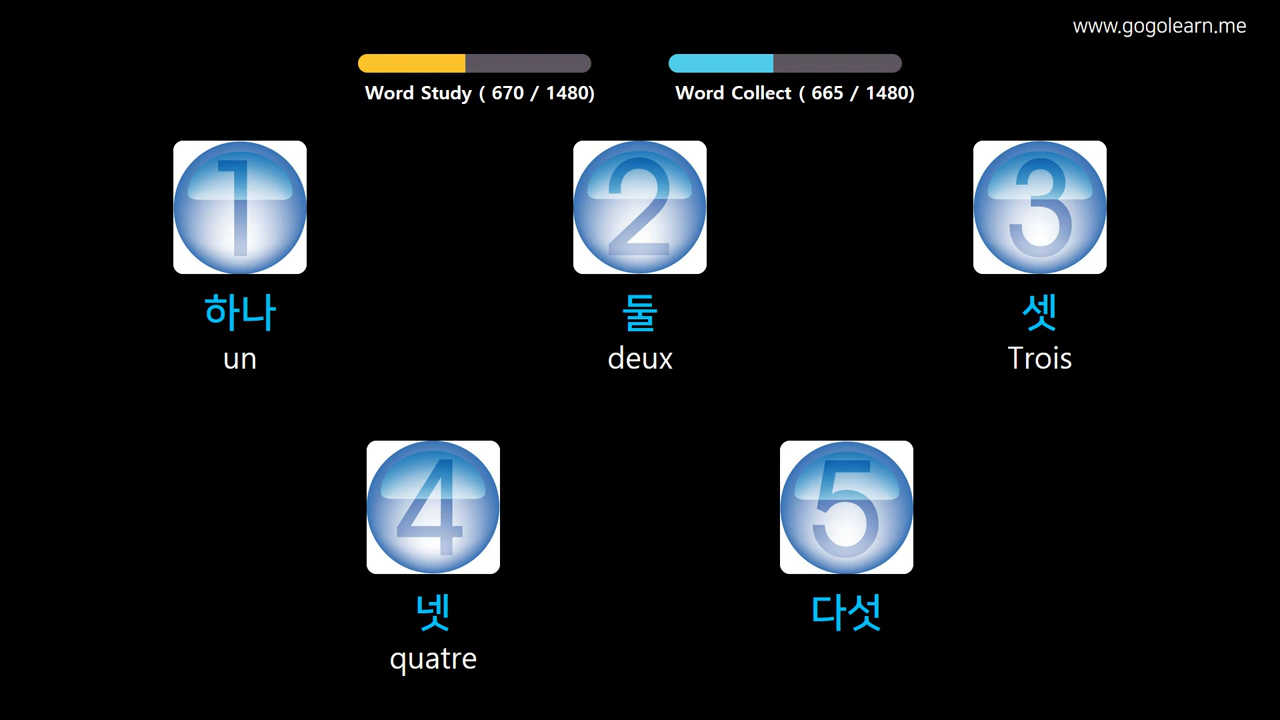 www.gogolearn.me
Word Study ( 670 / 1480)
Word Collect ( 665 / 1480)
1
2
3
하나
둘
셋
un
deux
Trois
4
5
넷
다섯
quatre